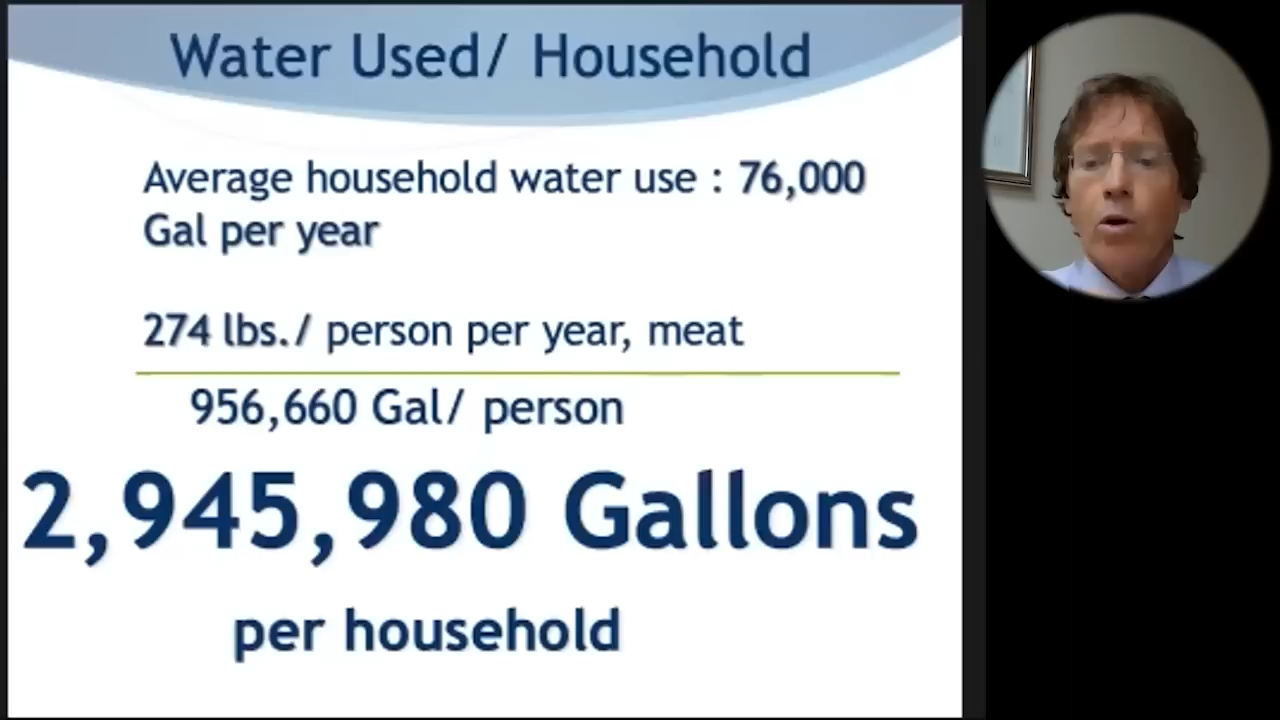 Water Used/ Household
Average household water use : 76,000
Gal per year
274 lbs./ person per year, meat
956,660 Gal/ person
2,945,980 Gallons
per household